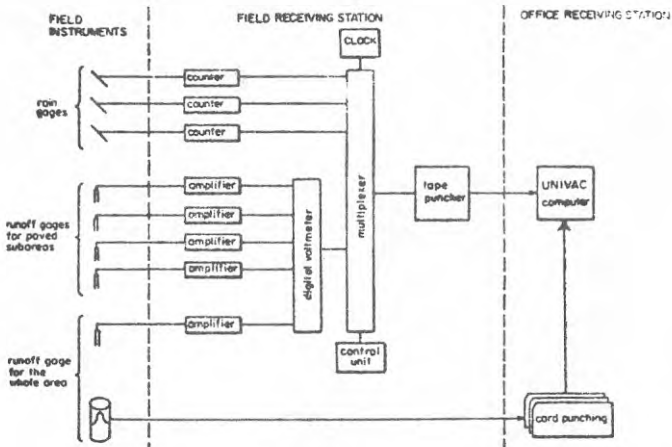 FIELD
INSTRUMENTS
FIELD RECEIVING STATION
OFFICE RECEIVING STATION
CLOCK
rain
gages
counter
counter
counter
runoff gages
for paved
subareas
amplifier
amplifier
amplifier
amplifier
digital voltmeter
multiplexer
tape
puncher
UNIVAC
computer
runoff gage
for the
whole area
amplifier
control
unit
card punching